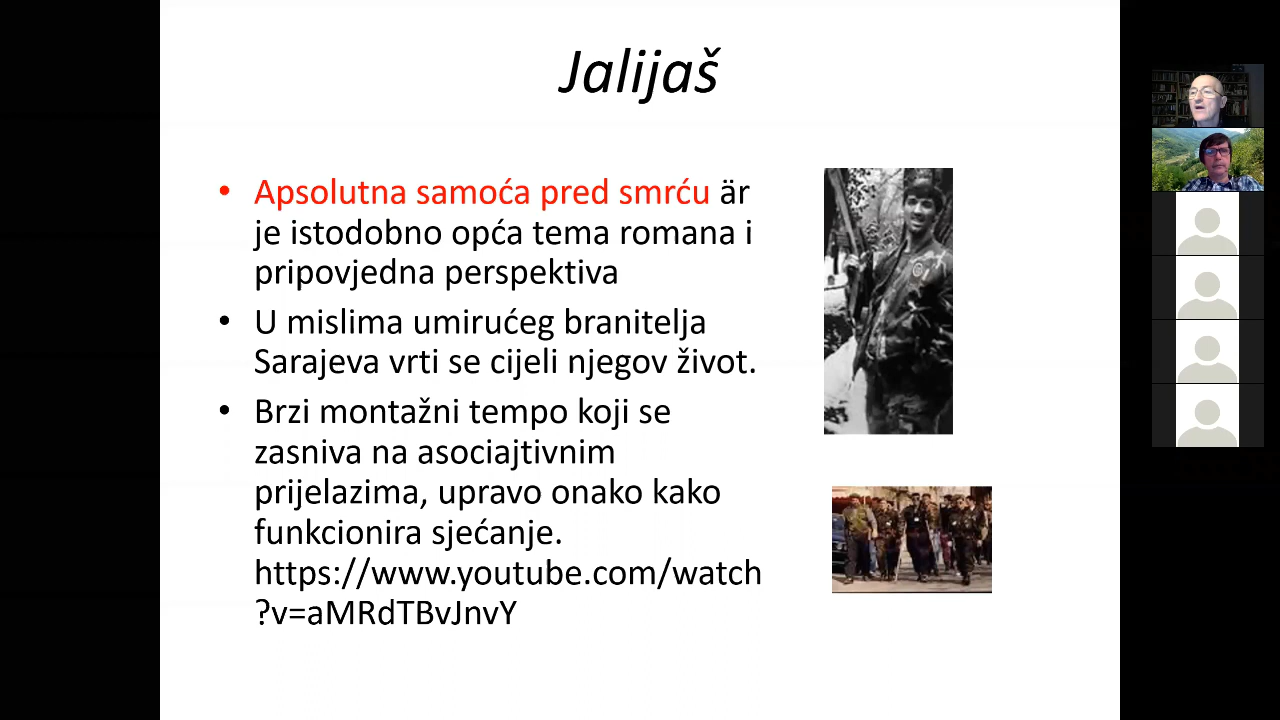 Jalijaš
• Apsolutna samoća pred smrću är
je istodobno opća tema romana i
pripovjedna perspektiva
• U mislima umirućeg branitelja
Sarajeva vrti se cijeli njegov život.
• Brzi montažni tempo koji se
zasniva na asociajtivnim
prijelazima, upravo onako kako
funkcionira sjećanje.
https://www.youtube.com/watch
?v=aMRdTBvJnvY